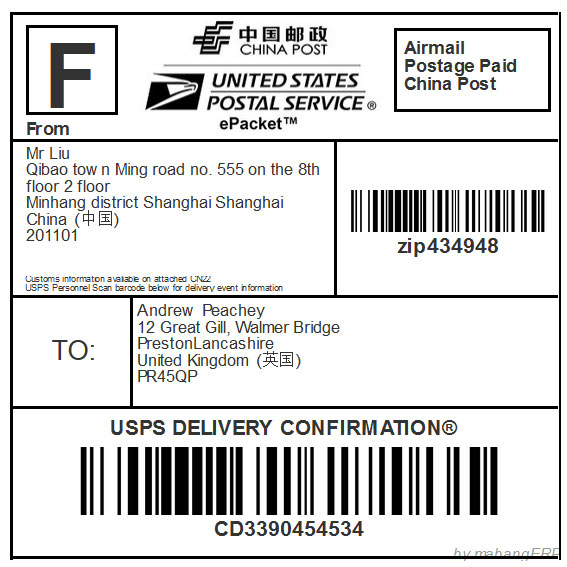 F
中国邮政
CHINA POST
UNITED STATES
POSTAL SERVICE®
ePacket™
Airmail
Postage Paid
China Post
From
Mr Liu
Qibao tow n Ming road no. 555 on the 8th
floor 2 floor
Minhang district Shanghai Shanghai
China (中国)
201101
Customs information available on attached CN22
USPS Personnel Scan barcode below for delivery event information
zip434948
TO:
Andrew Peachey
12 Great Gill, Walmer Bridge
PrestonLancashire
United Kingdom (英国)
PR45QP
USPS DELIVERY CONFIRMATION®
CD3390454534
by mabangERP